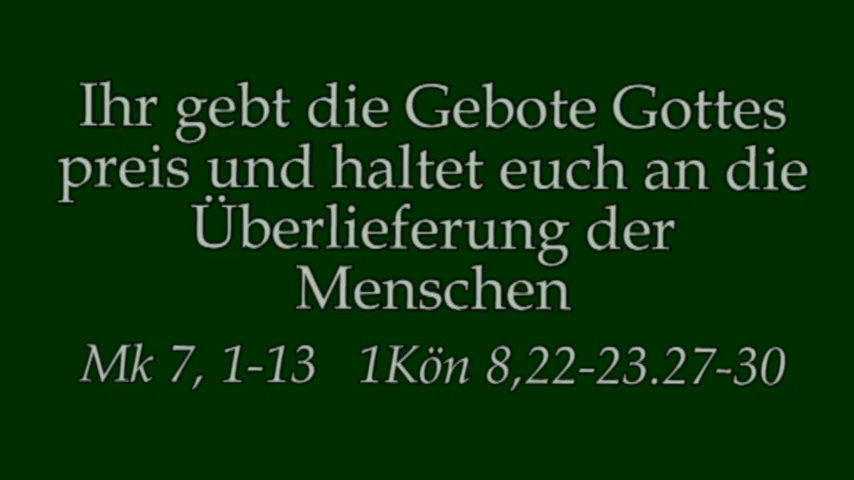 Ihr gebt die Gebote Gottes
preis und haltet euch an die
Überlieferung der
Menschen
Mk 7, 1-13 1Kön 8,22-23.27-30